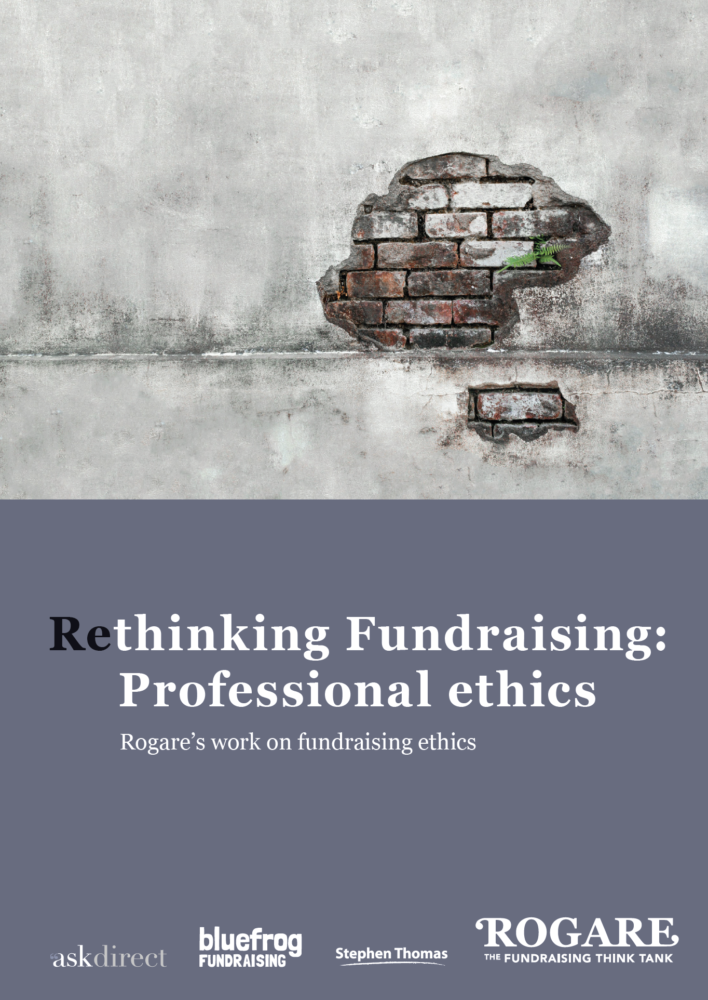 Rethinking Fundraising:
Professional ethics
Rogare’s work on fundraising ethics
“askdirect
bluefrog
FUNDRAISING
Stephen Thomas
ROGARE
THE FUNDRAISING THINK TANK